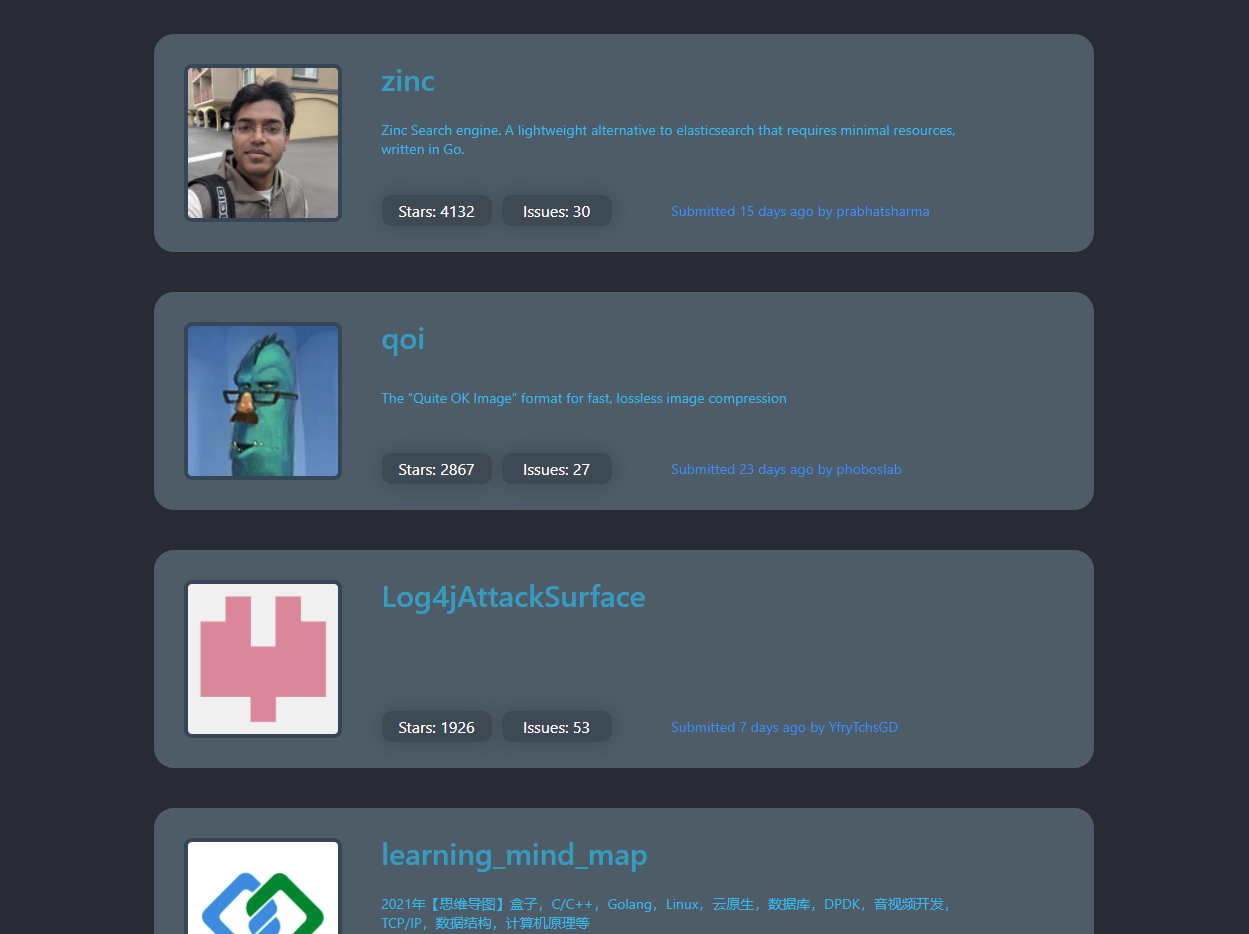 zinc
Zinc Search engine. A lightweight alternative to elasticsearch that requires minimal resources,
written in Go.
Stars: 4132
Issues: 30
Submitted 15 days ago by prabhatsharma
qoi
The “Quite OK Image” format for fast, lossless image compression
Stars: 2867
Issues: 27
Submitted 23 days ago by phoboslab
Log4jAttackSurface
Stars: 1926
Issues: 53
Submitted 7 days ago by YfryTchsGD
learning_mind_map
2021年【思维导图】盒子，C/C++，Golang，Linux，云原生，数据库，DPDK，音视频开发，
TCP/IP，数据结构，计算机原理等